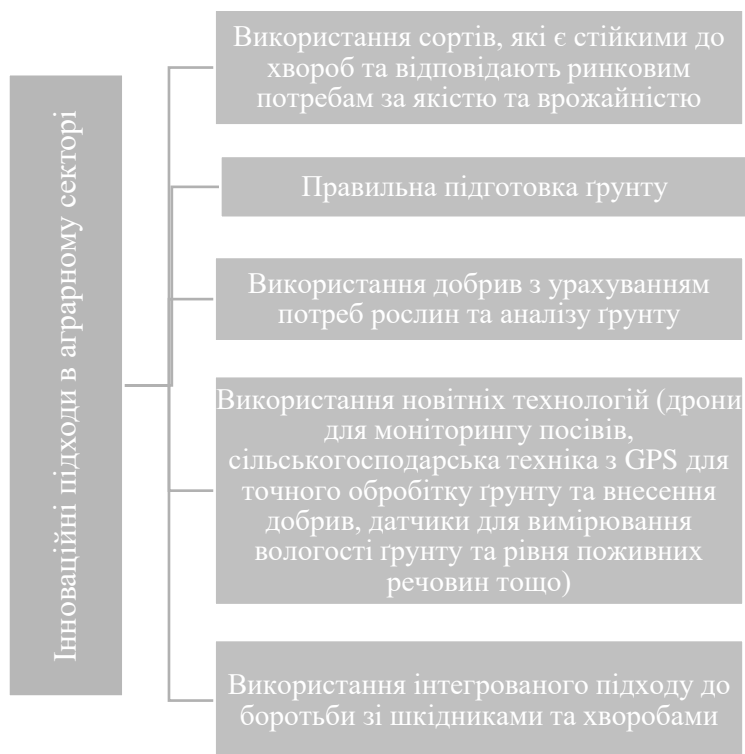 Інноваційні підходи в аграрному секторі
Використання сортів, які є стійкими до
хвороб та відповідають ринковим
потребам за якістю та врожайністю
Правильна підготовка ґрунту
Використання добрив з урахуванням
потреб рослин та аналізу ґрунту
Використання новітніх технологій (дрони
для моніторингу посівів,
сільськогосподарська техніка з GPS для
точного обробітку ґрунту та внесення
добрив, датчики для вимірювання
вологості ґрунту та рівня поживних
речовин тощо)
Використання інтегрованого підходу до
боротьби зі шкідниками та хворобами